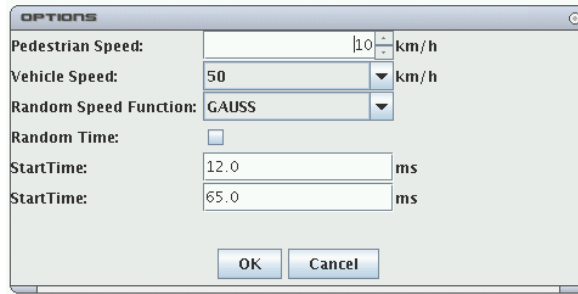 OPTIONS
Pedestrian Speed: 10 km/h
Vehicle Speed: 50 km/h
Random Speed Function: GAUSS
Random Time:
StartTime: 12.0 ms
StartTime: 65.0 ms
OK Cancel